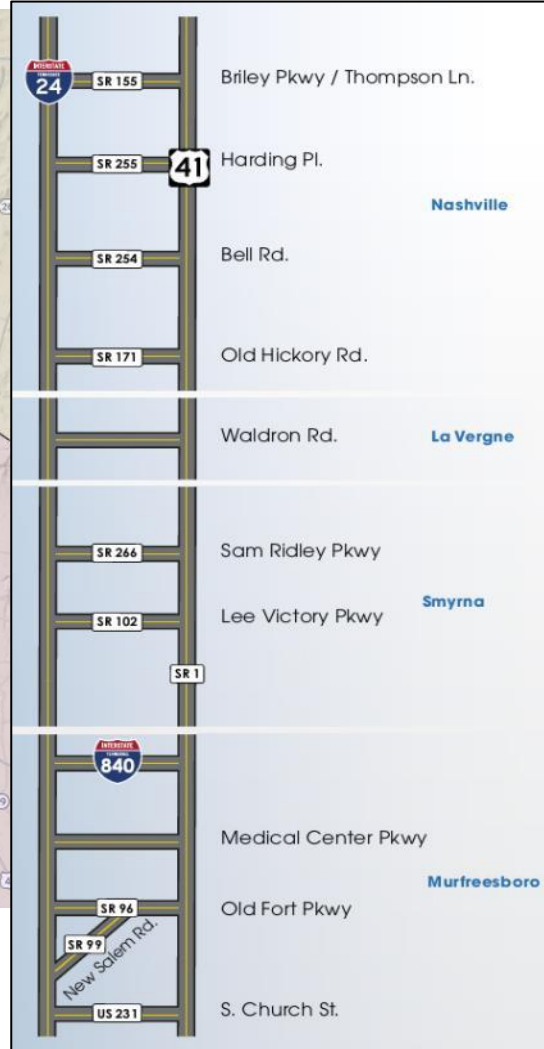 INTERSTATE
TENNESSEE
24
SR 155
Briley Pkwy / Thompson Ln.
SR 255
41
Harding Pl.
Nashville
SR 254
Bell Rd.
SR 171
Old Hickory Rd.
Waldron Rd.
La Vergne
SR 266
Sam Ridley Pkwy
Smyrna
SR 102
Lee Victory Pkwy
SR 1
INTERSTATE
TENNESSEE
840
Medical Center Pkwy
Murfreesboro
SR 96
Old Fort Pkwy
SR 99
New Salem Rd.
US 231
S. Church St.